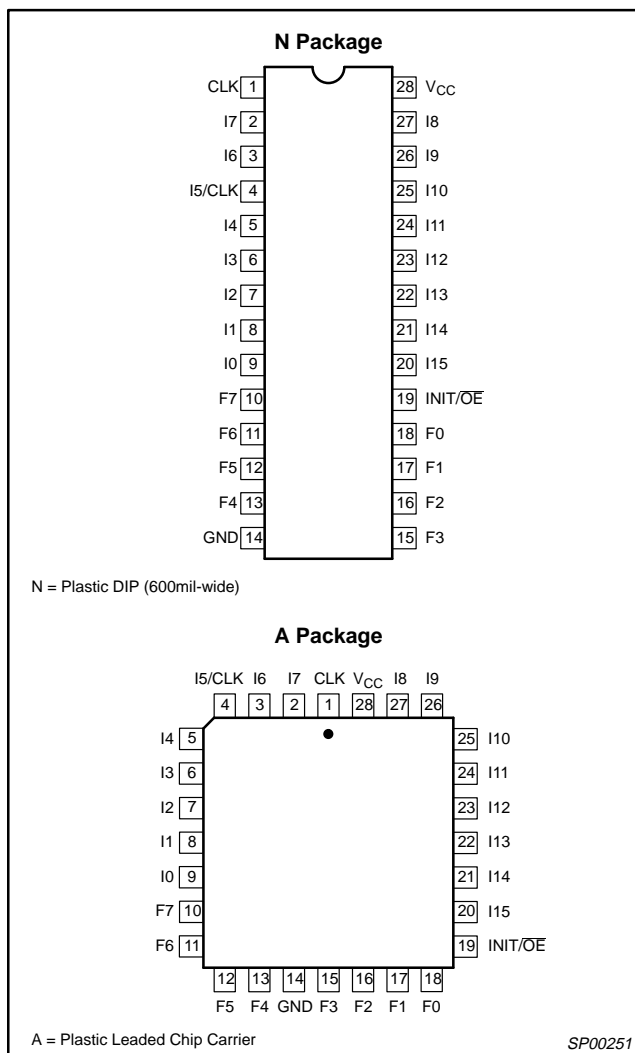 N Package
CLK 1 28 VCC
I7 2 27 I8
I6 3 26 I9
I5/CLK 4 25 I10
I4 5 24 I11
I3 6 23 I12
I2 7 22 I13
I1 8 21 I14
I0 9 20 I15
F7 10 19 INIT/O̅E̅
F6 11 18 F0
F5 12 17 F1
F4 13 16 F2
GND 14 15 F3
N = Plastic DIP (600mil-wide)
A Package
I5/CLK I6 I7 CLK VCC I8 I9
4 3 2 1 28 27 26
I4 5 25 I10
I3 6 24 I11
I2 7 23 I12
I1 8 22 I13
I0 9 21 I14
F7 10 20 I15
F6 11 19 INIT/O̅E̅
12 13 14 15 16 17 18
F5 F4 GND F3 F2 F1 F0
A = Plastic Leaded Chip Carrier
SP00251